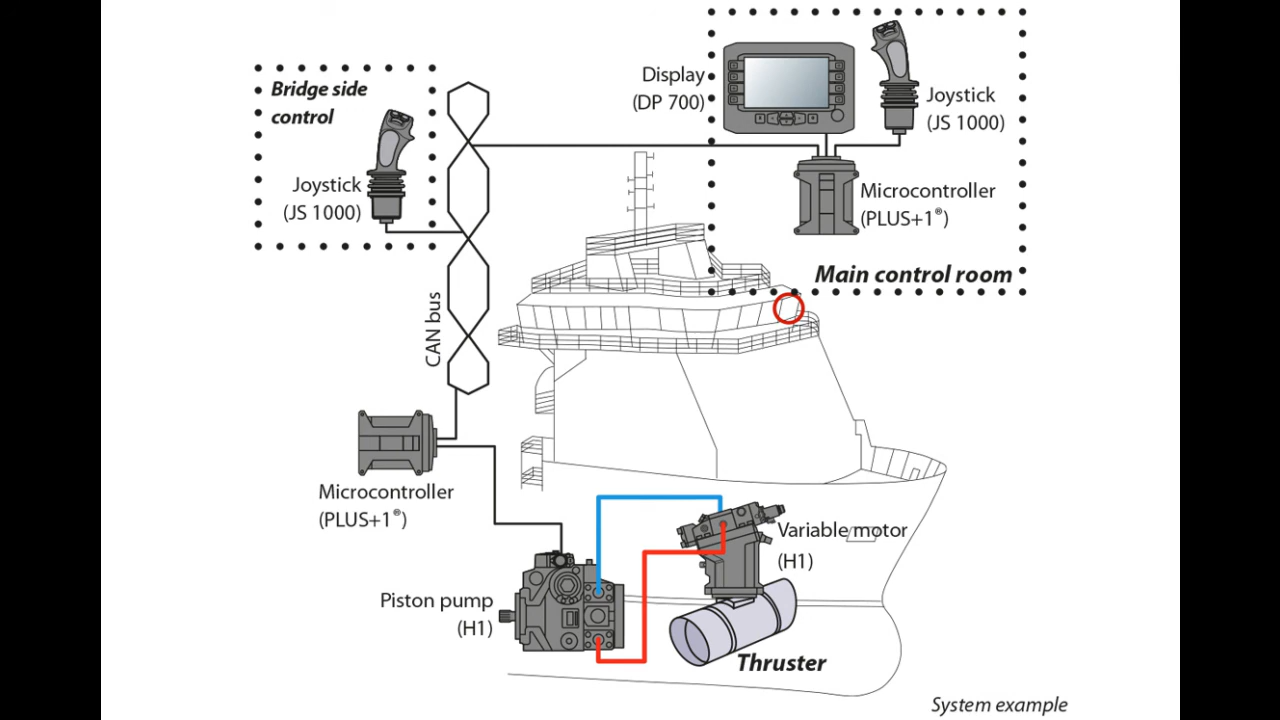 Bridge side
control
Joystick
(JS 1000)
Display
(DP 700)
Joystick
(JS 1000)
Microcontroller
(PLUS+1®)
Main control room
CAN bus
Microcontroller
(PLUS+1®)
Variable motor
(H1)
Piston pump
(H1)
Thruster
System example